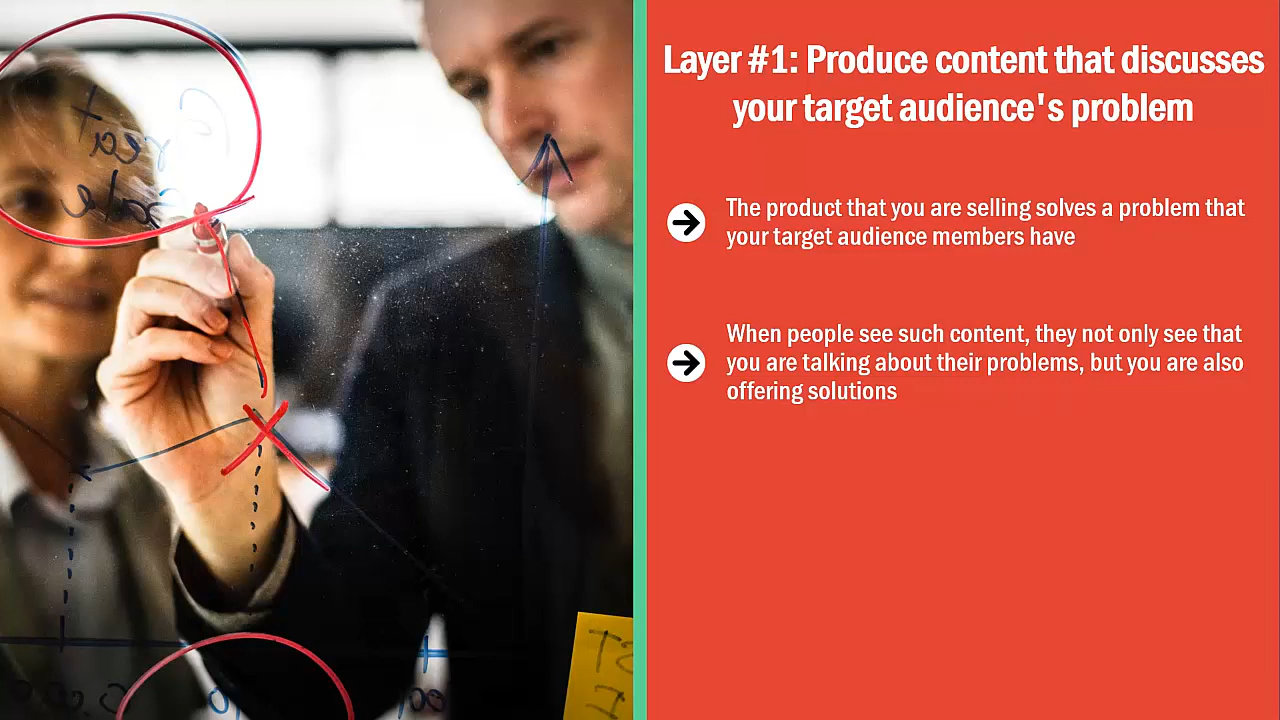 Layer #1: Produce content that discusses
your target audience's problem
The product that you are selling solves a problem that
your target audience members have
When people see such content, they not only see that
you are talking about their problems, but you are also
offering solutions
Great